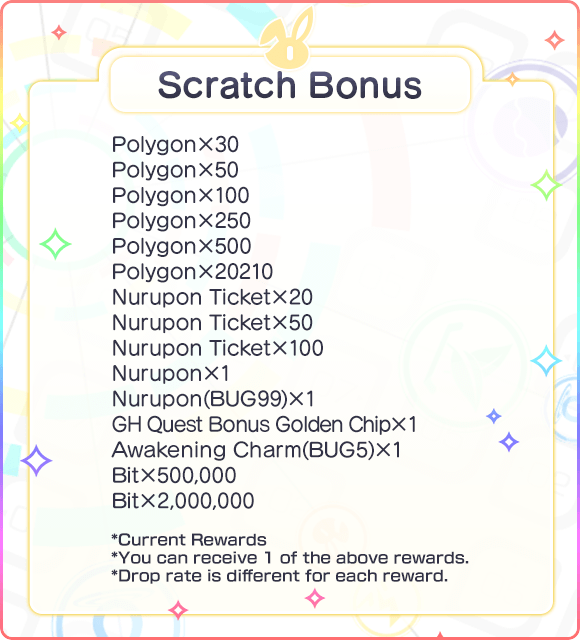 Scratch Bonus
Polygon×30
Polygon×50
Polygon×100
Polygon×250
Polygon×500
Polygon×20210
Nurupon Ticket×20
Nurupon Ticket×50
Nurupon Ticket×100
Nurupon×1
Nurupon(BUG99)×1
GH Quest Bonus Golden Chip×1
Awakening Charm(BUG5)×1
Bit×500,000
Bit×2,000,000
*Current Rewards
*You can receive 1 of the above rewards.
*Drop rate is different for each reward.